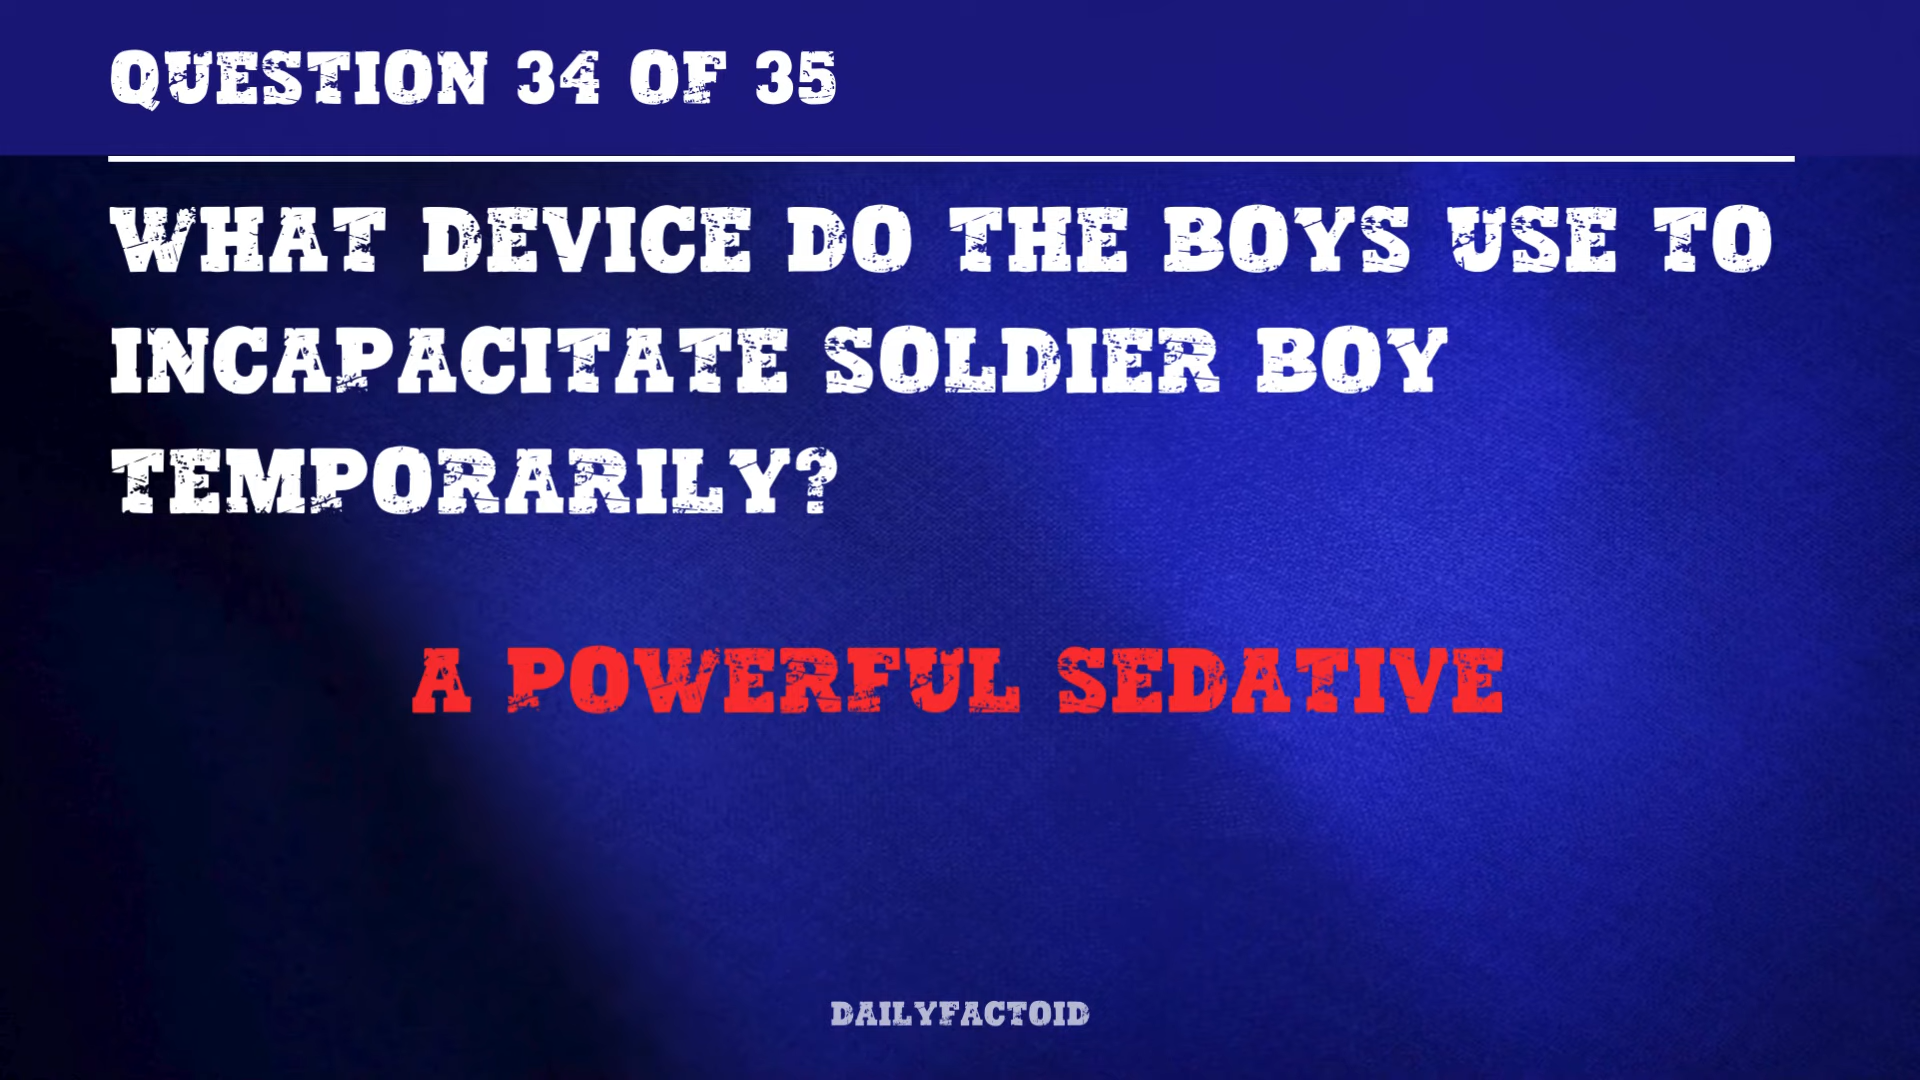 QUESTION 34 OF 35
WHAT DEVICE DO THE BOYS USE TO
INCAPACITATE SOLDIER BOY
TEMPORARILY?
A POWERFUL SEDATIVE
DAILYFACTOID